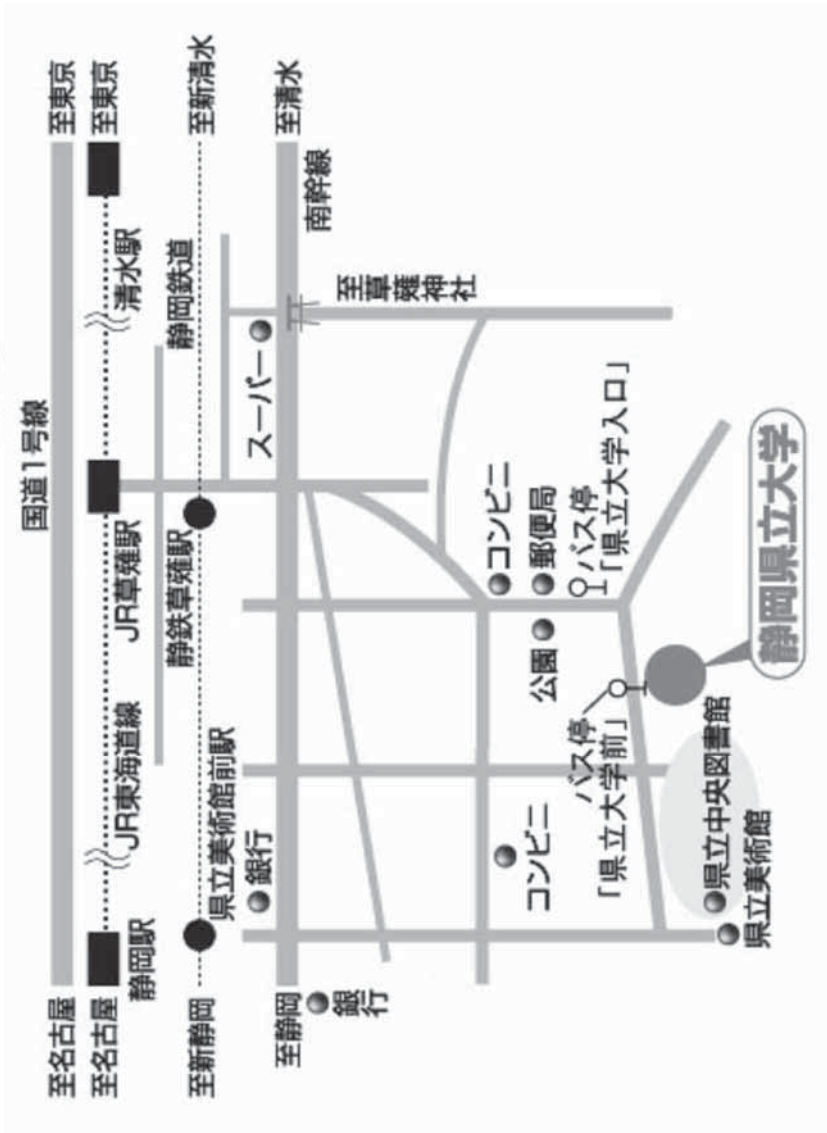 国道1号線
至名古屋
至東京
至名古屋
静岡駅
JR東海道線
JR草薙駅
清水駅
至東京
至新静岡
県立美術館前駅
静鉄草薙駅
静岡鉄道
至新清水
銀行
スーパー
至静岡
至清水
銀行
南幹線
至草薙
神社
コンビニ
コンビニ
公園
郵便局
バス停
「県立大学入口」
バス停
「県立大学前」
県立中央図書館
県立美術館
静岡県立大学